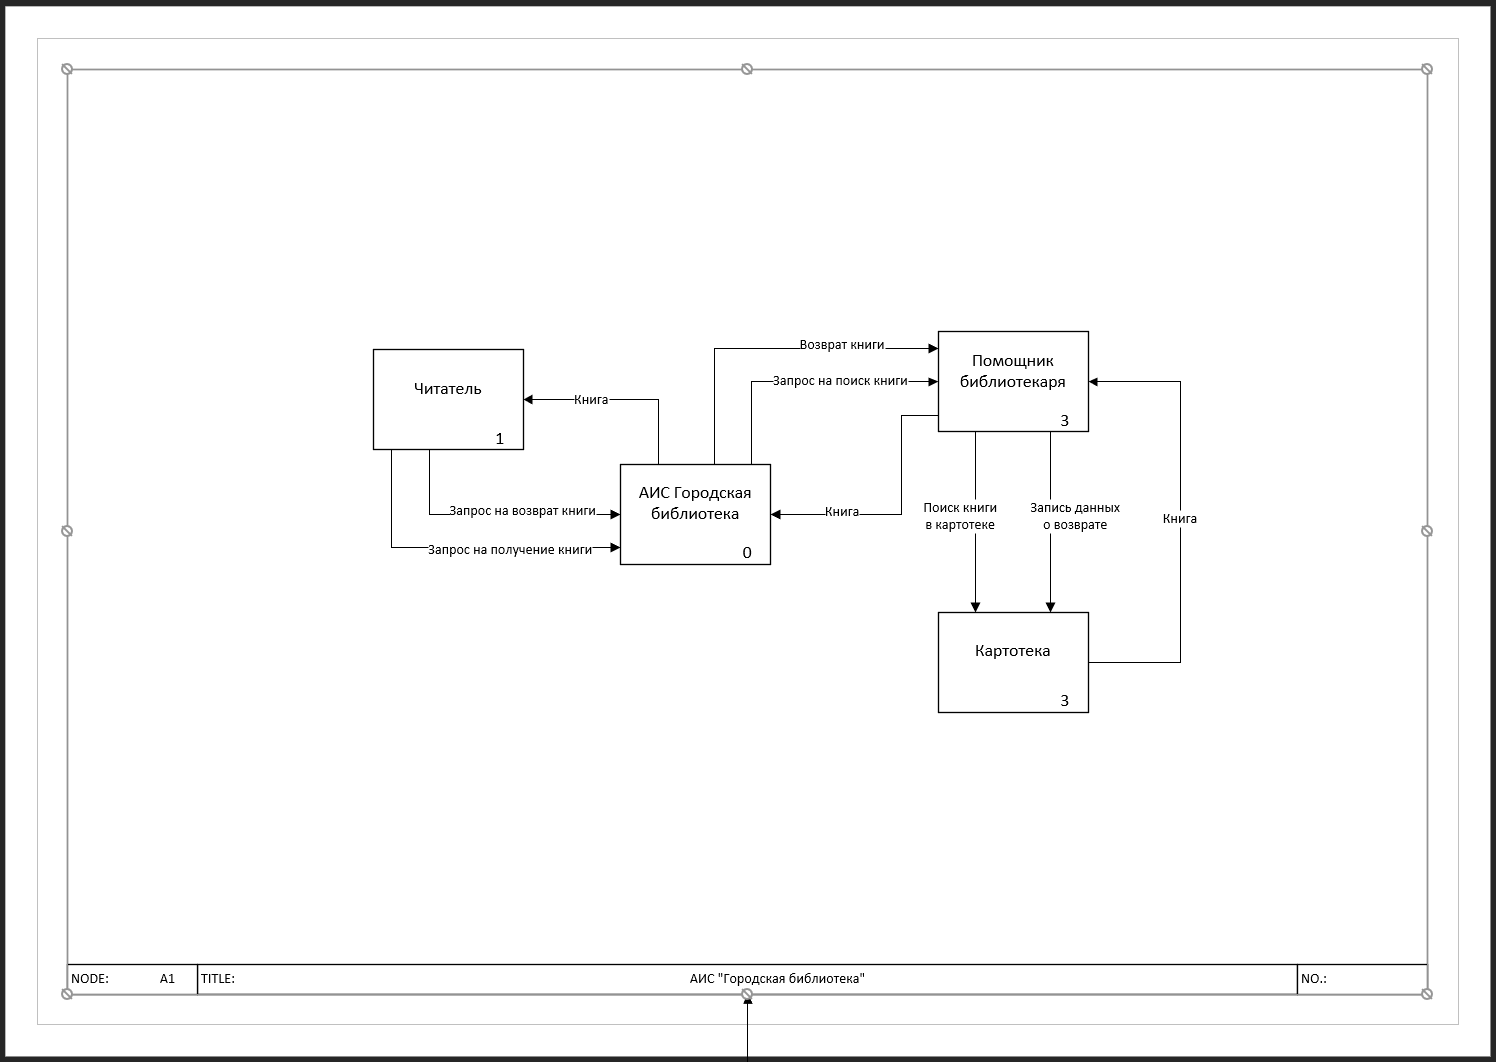 Читатель
1
Книга
Запрос на возврат книги
Запрос на получение книги
АИС Городская
библиотека
0
Возврат книги
Запрос на поиск книги
Книга
Помощник
библиотекаря
3
Поиск книги
в картотеке
Запись данных
о возврате
Книга
Картотека
3
NODE: A1
TITLE: АИС "Городская библиотека"
NO.: